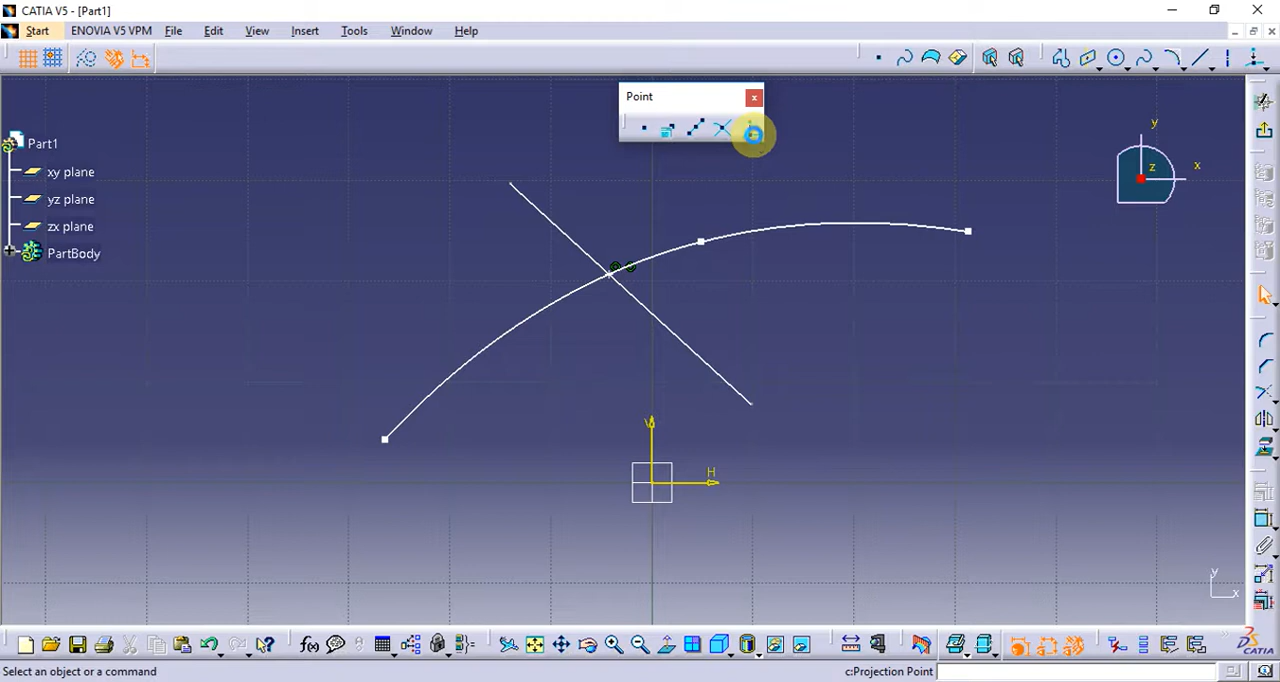 CATIA V5 - [Part1]
Start ENOVIA V5 VPM File Edit View Insert Tools Window Help
Point x
Part1
xy plane
yz plane
zx plane
PartBody
y
z x
V
H
y
x
f(x)
CATIA
Select an object or a command c:Projection Point